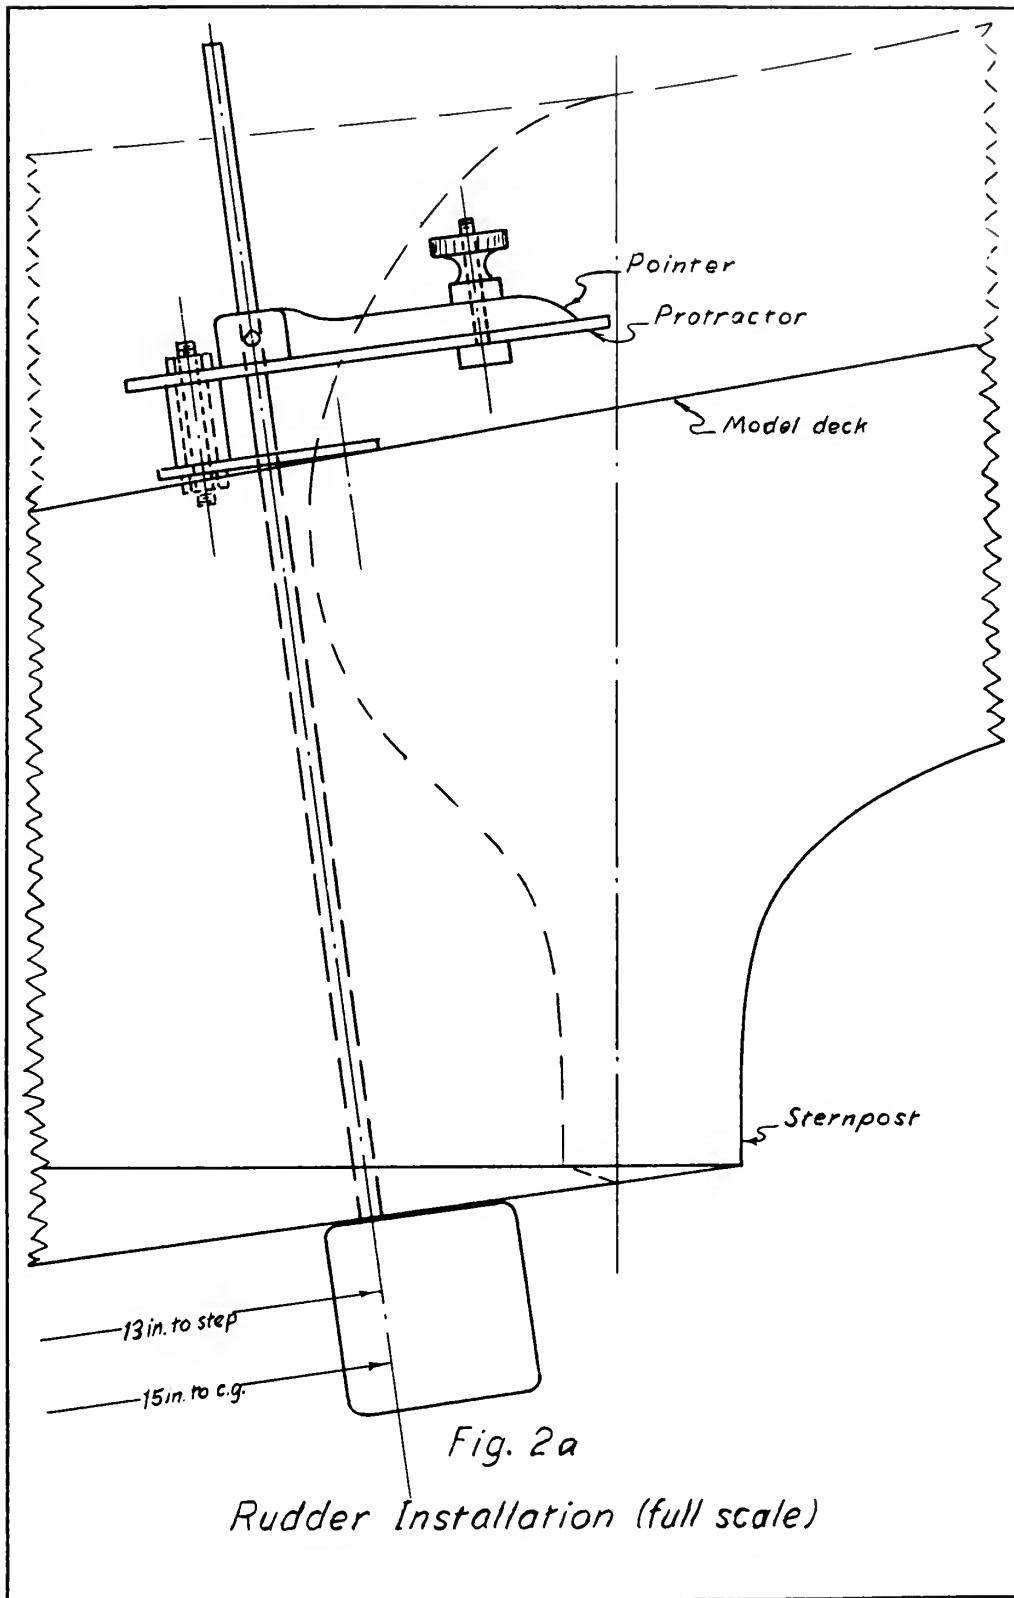 Pointer
Protractor
Model deck
Sternpost
13 in. to step
15 in. to c.g.
Fig. 2a
Rudder Installation (full scale)